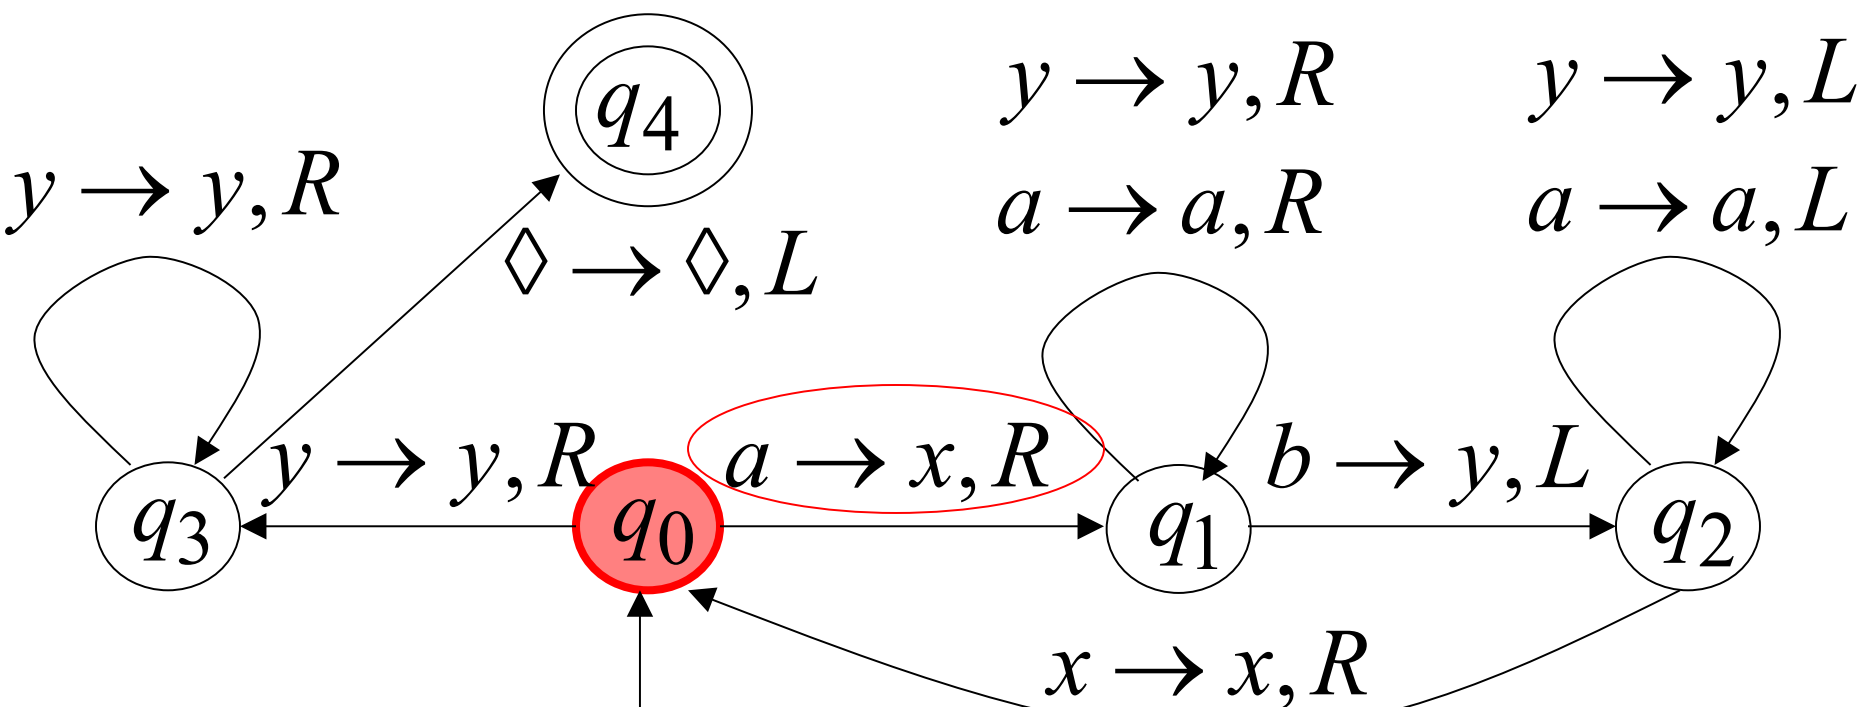 q4
y → y, R
y → y, L
y → y, R
a → a, R
a → a, L
◊ → ◊, L
y → y, R
a → x, R
b → y, L
q3
q0
q1
q2
x → x, R